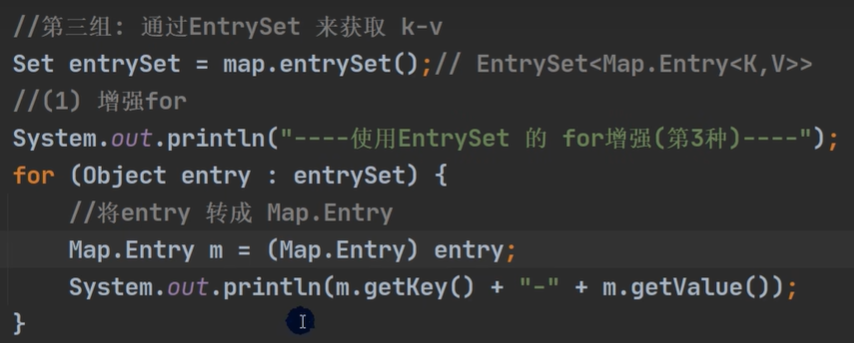 //第三组: 通过EntrySet 来获取 k-v
Set entrySet = map.entrySet();// EntrySet<Map.Entry<K,V>>
//(1) 增强for
System.out.println("----使用EntrySet 的 for增强(第3种)----");
for (Object entry : entrySet) {
    //将entry 转成 Map.Entry
    Map.Entry m = (Map.Entry) entry;
    System.out.println(m.getKey() + "-" + m.getValue());
}